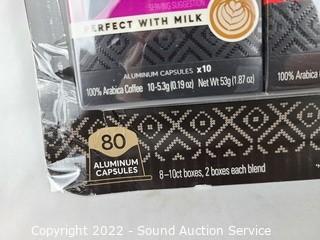 SERVING SUGGESTION
PERFECT WITH MILK
ALUMINUM CAPSULES x10
100% Arabica Coffee 10-5.3g (0.19 oz) Net Wt 53g (1.87 oz)
100% Arabica C
80
ALUMINUM
CAPSULES
8–10ct boxes, 2 boxes each blend
Copyright 2022 - Sound Auction Service